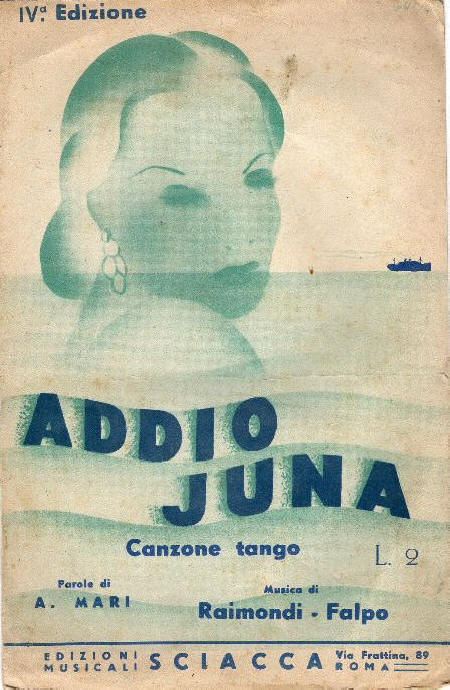 IVª. Edizione
ADDIO
JUNA
Canzone tango
L. 2
Parole di
A. MARI
Musica di
Raimondi - Falpo
EDIZIONI
MUSICALI
SCIACCA
Via Frattina, 89
ROMA